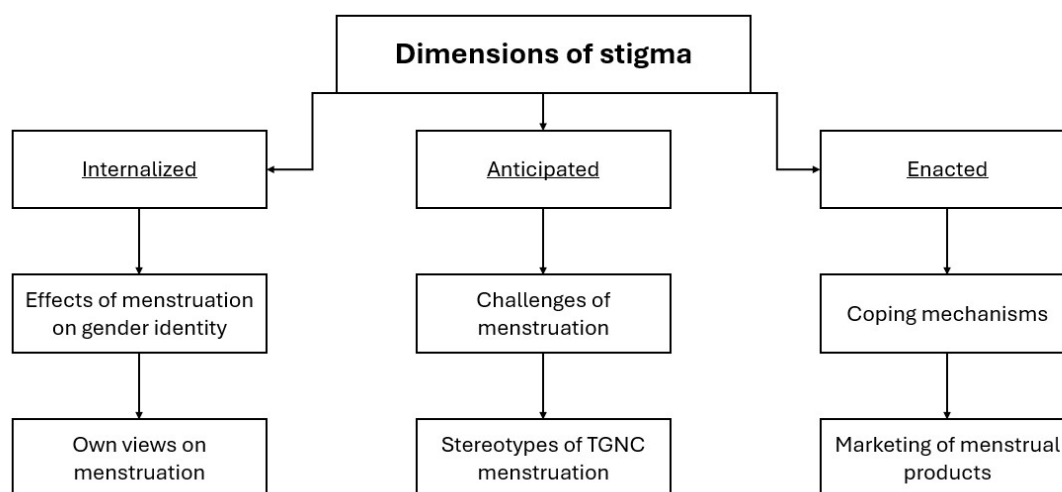 Dimensions of stigma
Internalized
Anticipated
Enacted
Effects of menstruation
on gender identity
Challenges of
menstruation
Coping mechanisms
Own views on
menstruation
Stereotypes of TGNC
menstruation
Marketing of menstrual
products